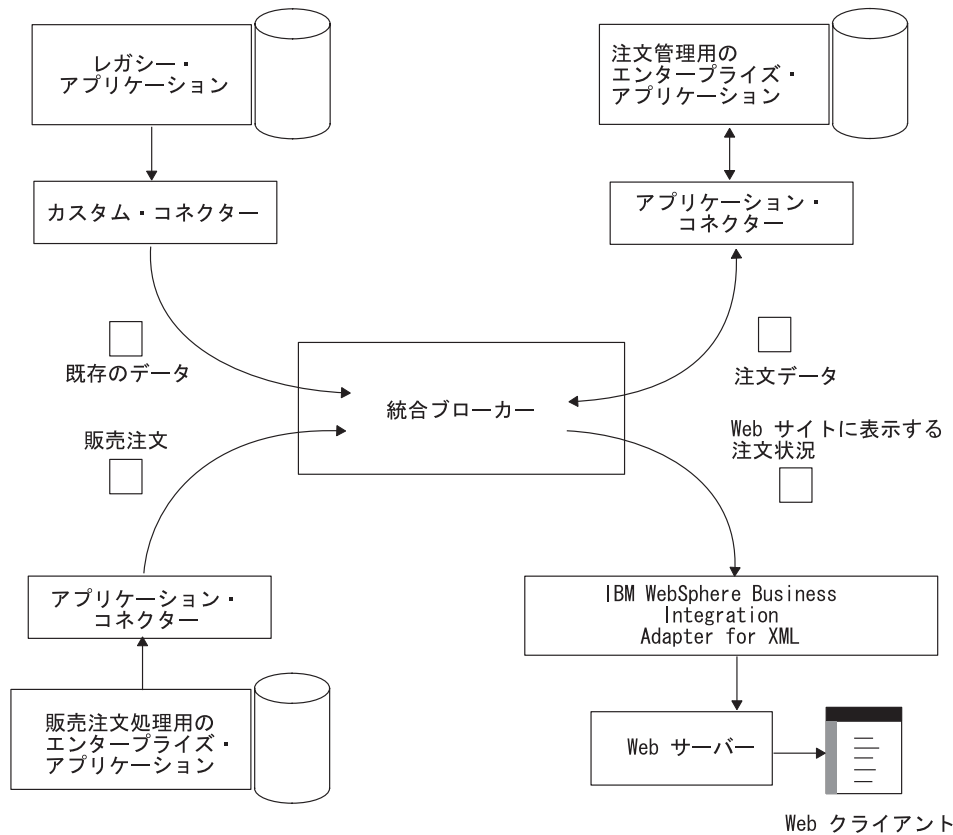 レガシー・
アプリケーション
注文管理用の
エンタープライズ・
アプリケーション
カスタム・コネクター
アプリケーション・
コネクター
既存のデータ
注文データ
統合ブローカー
販売注文
Web サイトに表示する
注文状況
アプリケーション・
コネクター
IBM WebSphere Business
Integration
Adapter for XML
販売注文処理用の
エンタープライズ・
アプリケーション
Web サーバー
Web クライアント